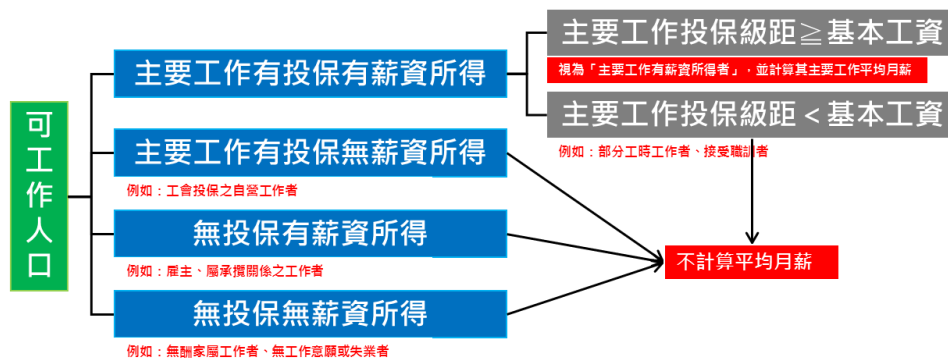 可工作人口
主要工作有投保有薪資所得
主要工作投保級距≧基本工資
視為「主要工作有薪資所得者」，並計算其主要工作平均月薪
主要工作投保級距＜基本工資
例如：部分工時工作者、接受職訓者
主要工作有投保無薪資所得
例如：工會投保之自營工作者
無投保有薪資所得
例如：雇主、屬承攬關係之工作者
不計算平均月薪
無投保無薪資所得
例如：無酬家屬工作者、無工作意願或失業者